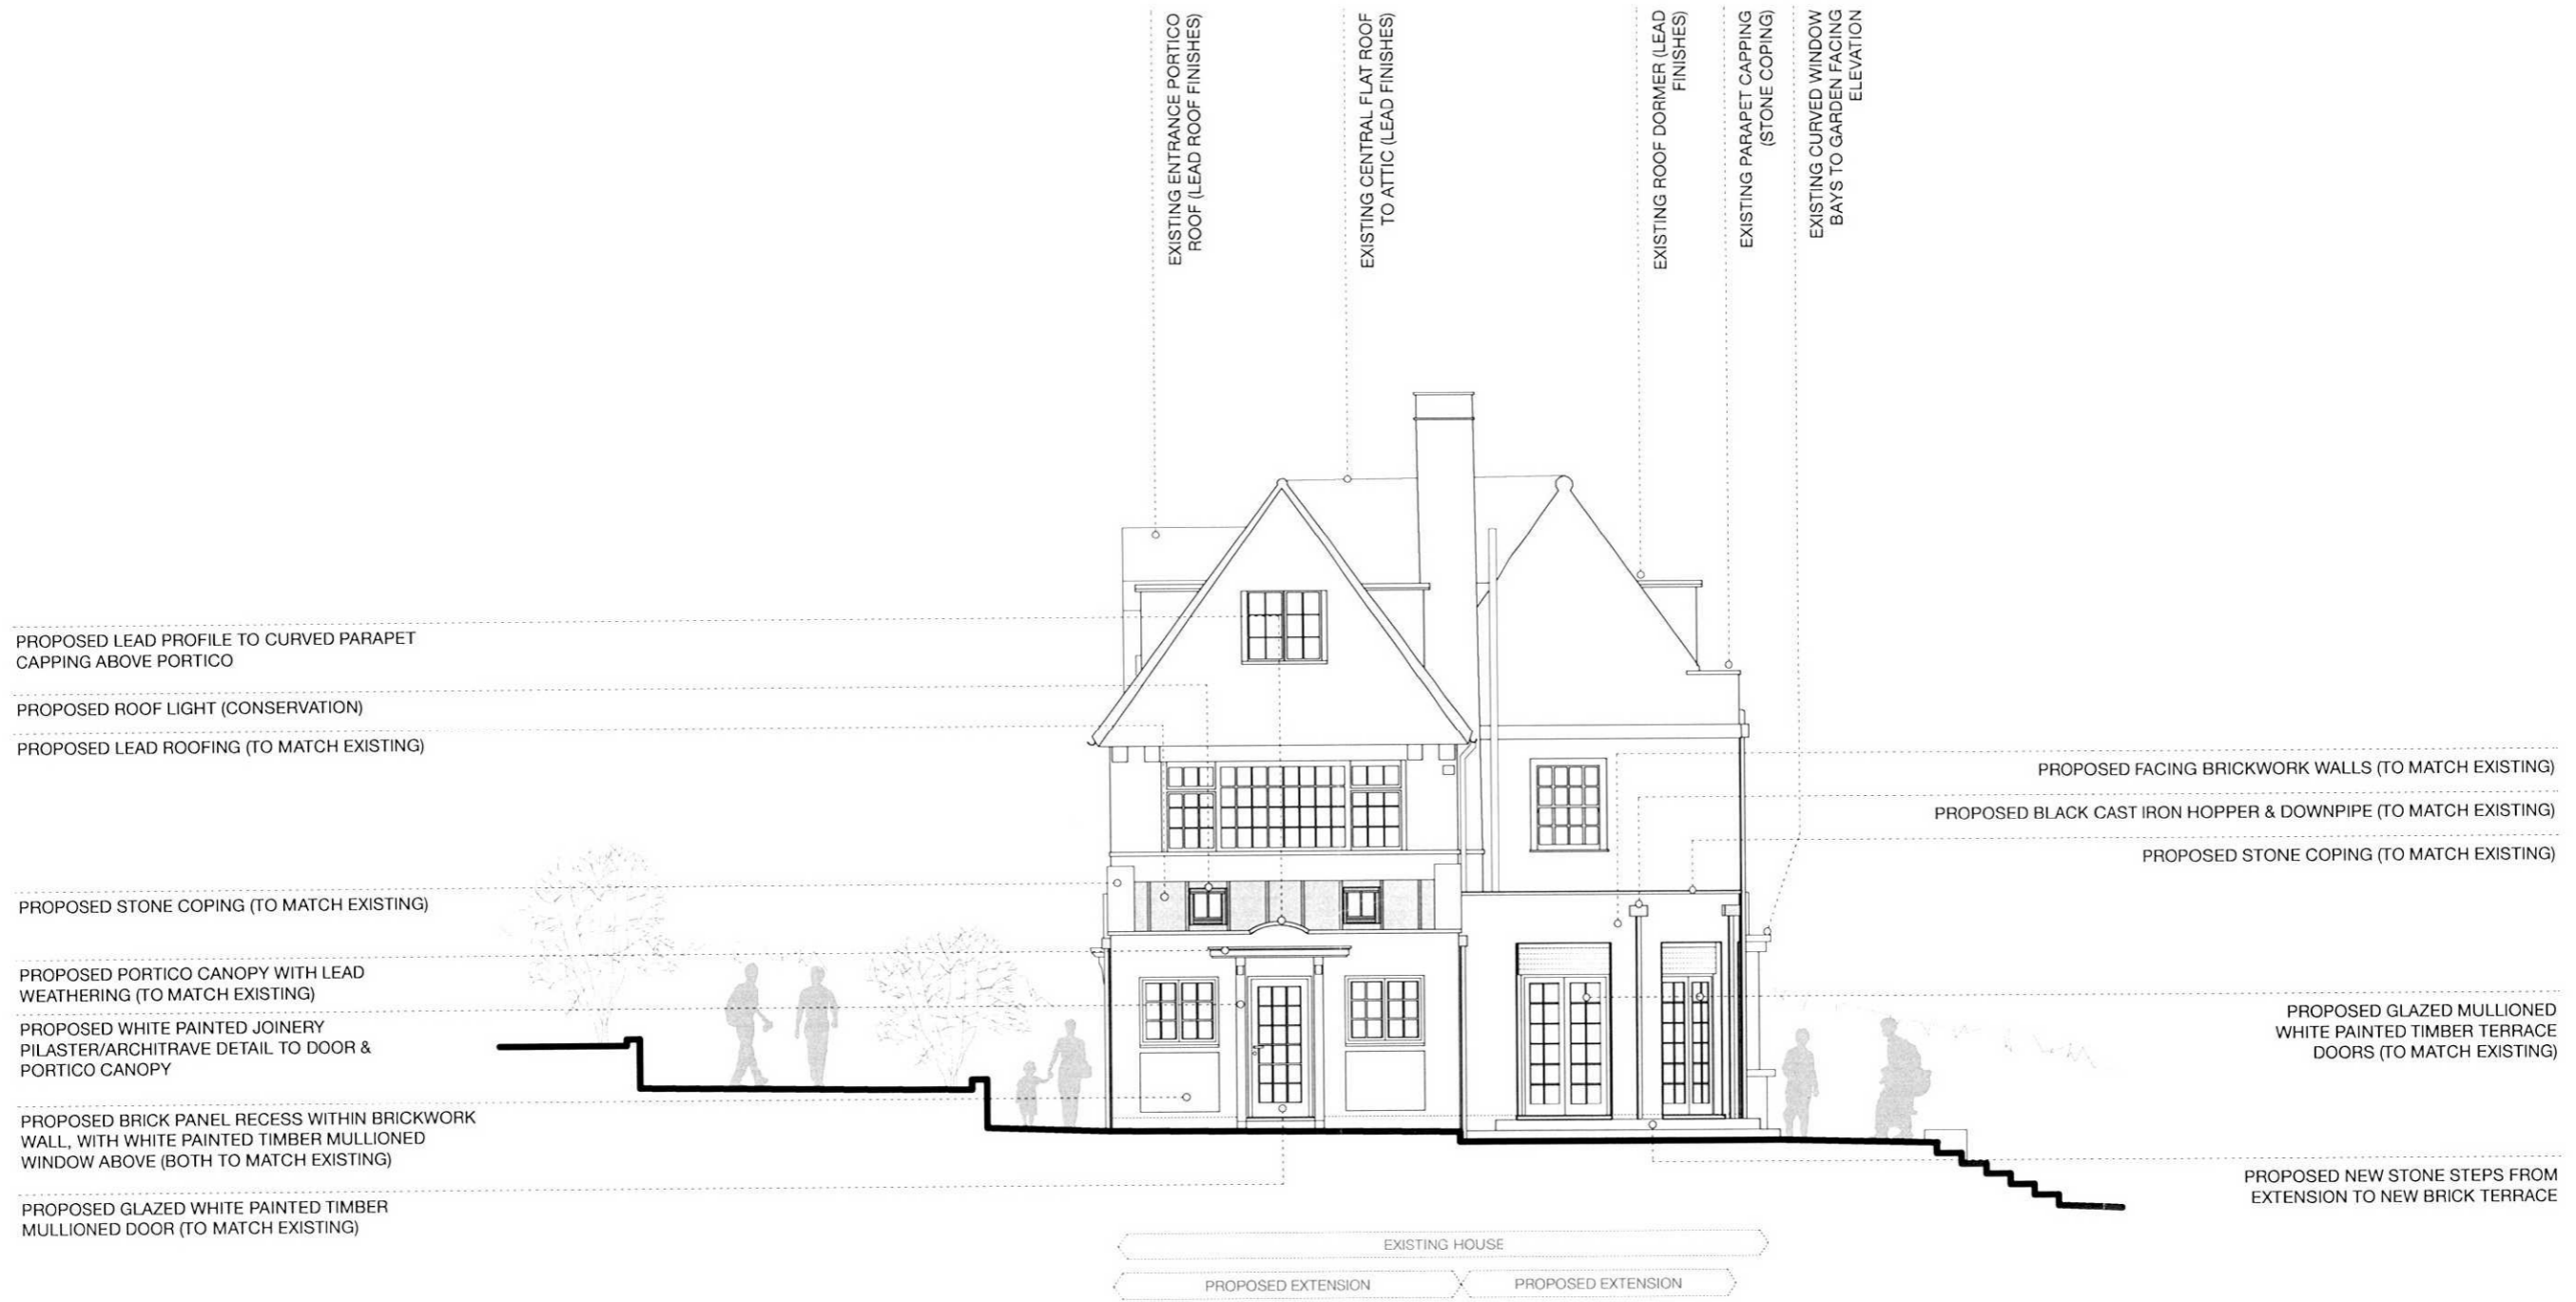 EXISTING ENTRANCE PORTICO
ROOF (LEAD ROOF FINISHES)
EXISTING CENTRAL FLAT ROOF
TO ATTIC (LEAD FINISHES)
EXISTING ROOF DORMER (LEAD
FINISHES)
EXISTING PARAPET CAPPING
(STONE COPING)
EXISTING CURVED WINDOW
BAYS TO GARDEN FACING
ELEVATION
PROPOSED LEAD PROFILE TO CURVED PARAPET
CAPPING ABOVE PORTICO
PROPOSED ROOF LIGHT (CONSERVATION)
PROPOSED LEAD ROOFING (TO MATCH EXISTING)
PROPOSED STONE COPING (TO MATCH EXISTING)
PROPOSED PORTICO CANOPY WITH LEAD
WEATHERING (TO MATCH EXISTING)
PROPOSED WHITE PAINTED JOINERY
PILASTER/ARCHITRAVE DETAIL TO DOOR &
PORTICO CANOPY
PROPOSED BRICK PANEL RECESS WITHIN BRICKWORK
WALL, WITH WHITE PAINTED TIMBER MULLIONED
WINDOW ABOVE (BOTH TO MATCH EXISTING)
PROPOSED GLAZED WHITE PAINTED TIMBER
MULLIONED DOOR (TO MATCH EXISTING)
PROPOSED FACING BRICKWORK WALLS (TO MATCH EXISTING)
PROPOSED BLACK CAST IRON HOPPER & DOWNPIPE (TO MATCH EXISTING)
PROPOSED STONE COPING (TO MATCH EXISTING)
PROPOSED GLAZED MULLIONED
WHITE PAINTED TIMBER TERRACE
DOORS (TO MATCH EXISTING)
PROPOSED NEW STONE STEPS FROM
EXTENSION TO NEW BRICK TERRACE
EXISTING HOUSE
PROPOSED EXTENSION
PROPOSED EXTENSION